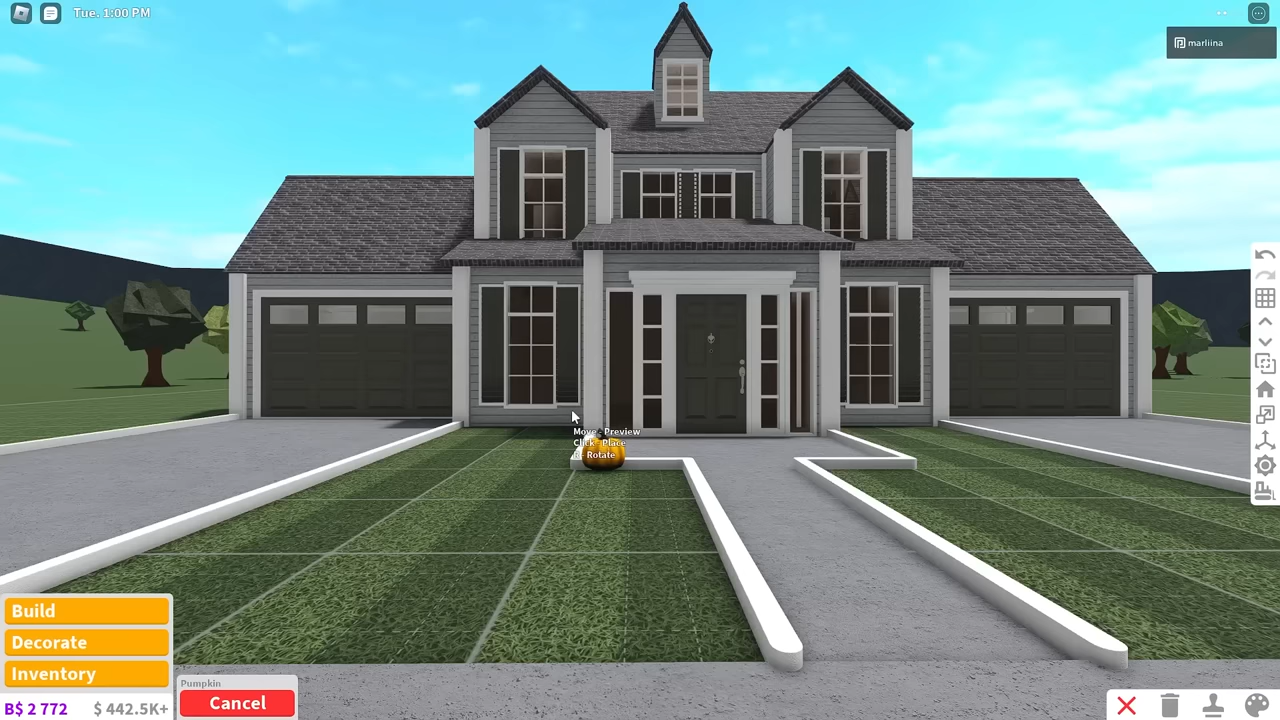 Tue. 1:00 PM
marliina
Move - Preview
Click - Place
R - Rotate
Build
Decorate
Inventory
Pumpkin
Cancel
B$ 2 772
$ 442.5K+